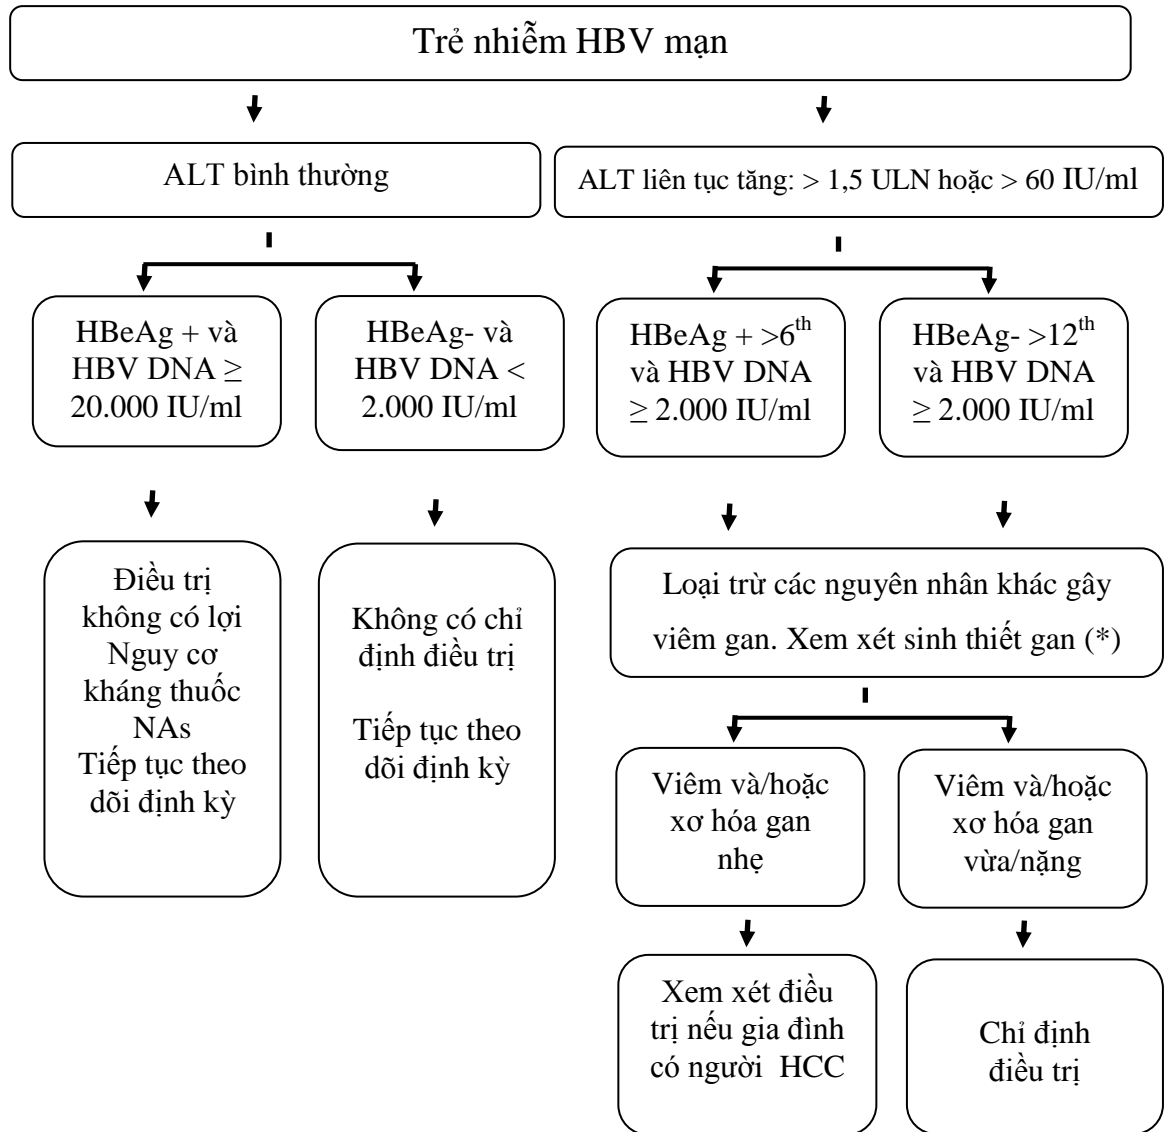 Trẻ nhiễm HBV mạn
ALT bình thường
ALT liên tục tăng: > 1,5 ULN hoặc > 60 IU/ml
HBeAg + và
HBV DNA ≥
20.000 IU/ml
HBeAg- và
HBV DNA <
2.000 IU/ml
HBeAg + >6th
và HBV DNA
≥ 2.000 IU/ml
HBeAg- >12th
và HBV DNA
≥ 2.000 IU/ml
Điều trị
không có lợi
Nguy cơ
kháng thuốc
NAs
Tiếp tục theo
dõi định kỳ
Không có chỉ
định điều trị
Tiếp tục theo
dõi định kỳ
Loại trừ các nguyên nhân khác gây
viêm gan. Xem xét sinh thiết gan (*)
Viêm và/hoặc
xơ hóa gan
nhẹ
Viêm và/hoặc
xơ hóa gan
vừa/nặng
Xem xét điều
trị nếu gia đình
có người HCC
Chỉ định
điều trị